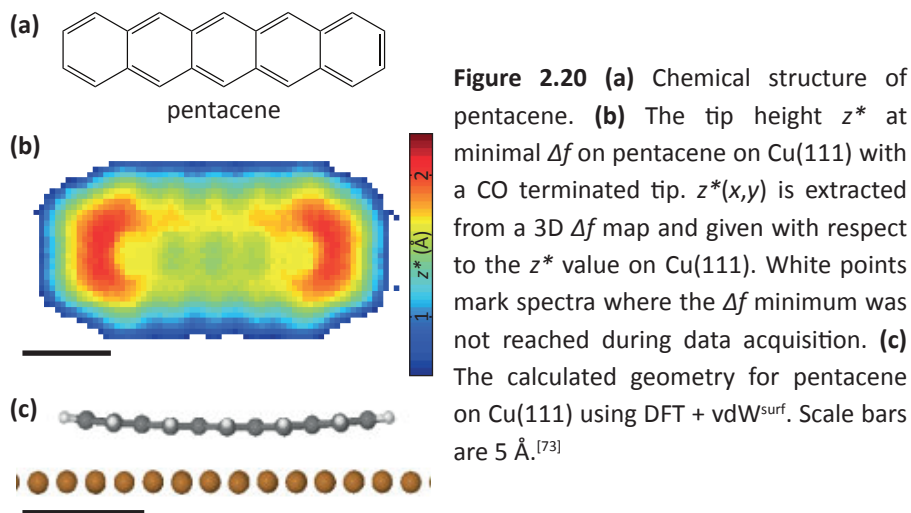 (a)
pentacene
(b)
2
z* (Å)
1
(c)
Figure 2.20 (a) Chemical structure of
pentacene. (b) The tip height z* at
minimal Δf on pentacene on Cu(111) with
a CO terminated tip. z*(x,y) is extracted
from a 3D Δf map and given with respect
to the z* value on Cu(111). White points
mark spectra where the Δf minimum was
not reached during data acquisition. (c)
The calculated geometry for pentacene
on Cu(111) using DFT + vdWsurf. Scale bars
are 5 Å.[73]